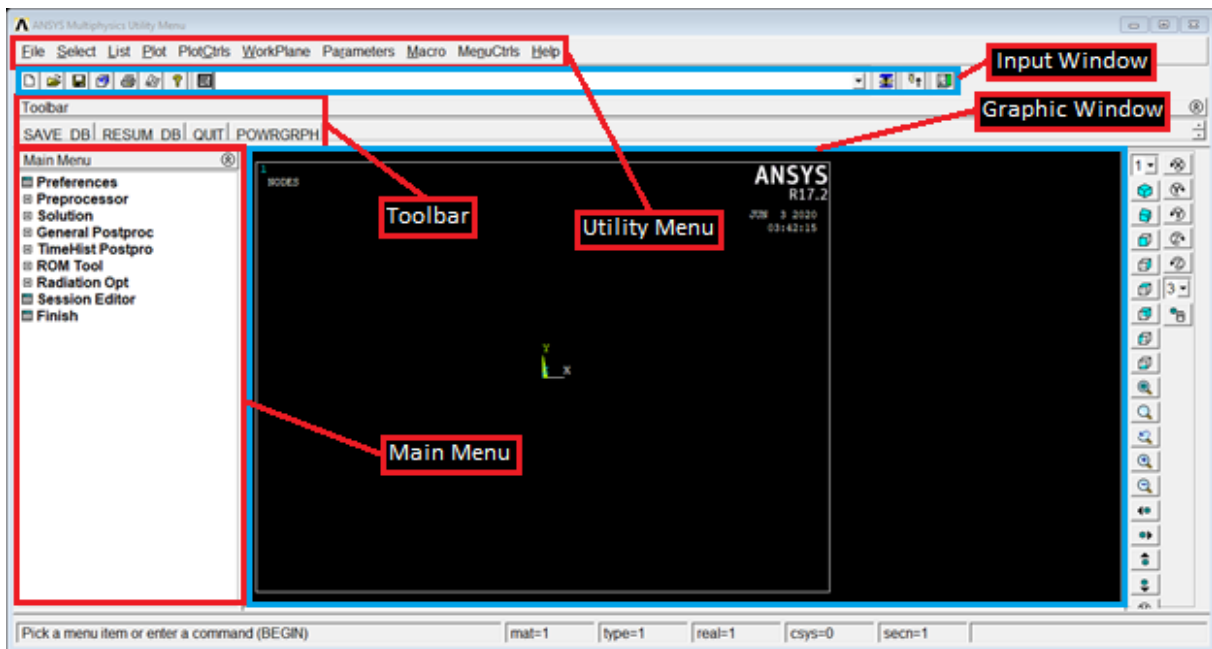 ANSYS Multiphysics Utility Menu
File Select List Plot PlotCtrls WorkPlane Parameters Macro MenuCtrls Help
Input Window
Toolbar
Graphic Window
SAVE_DB RESUM_DB QUIT POWRGRPH
Main Menu
1
NODES
ANSYS
R17.2
JUN 3 2020
03:42:15
Preferences
Preprocessor
Solution
General Postproc
TimeHist Postpro
ROM Tool
Radiation Opt
Session Editor
Finish
Toolbar
Utility Menu
1
3
Y
X
Main Menu
Pick a menu item or enter a command (BEGIN) mat=1 type=1 real=1 csys=0 secn=1